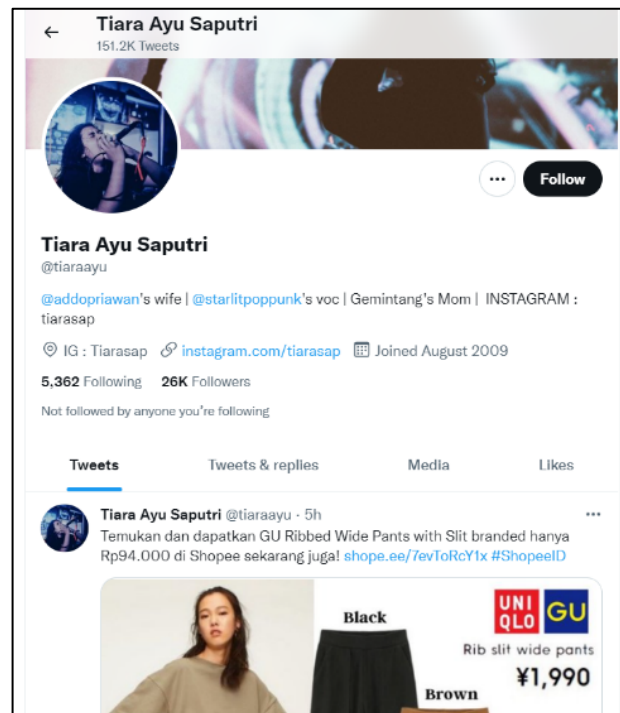 Tiara Ayu Saputri
151.2K Tweets
Follow
Tiara Ayu Saputri
@tiaraayu
@addopriawan's wife | @starlitpoppunk's voc | Gemintang's Mom | INSTAGRAM :
tiarasap
IG : Tiarasap instagram.com/tiarasap Joined August 2009
5,362 Following 26K Followers
Not followed by anyone you're following
Tweets Tweets & replies Media Likes
Tiara Ayu Saputri @tiaraayu · 5h
Temukan dan dapatkan GU Ribbed Wide Pants with Slit branded hanya
Rp94.000 di Shopee sekarang juga! shope.ee/7evToRcY1x #ShopeeID
UNI
QLO
GU
Black
Rib slit wide pants
¥1,990
Brown